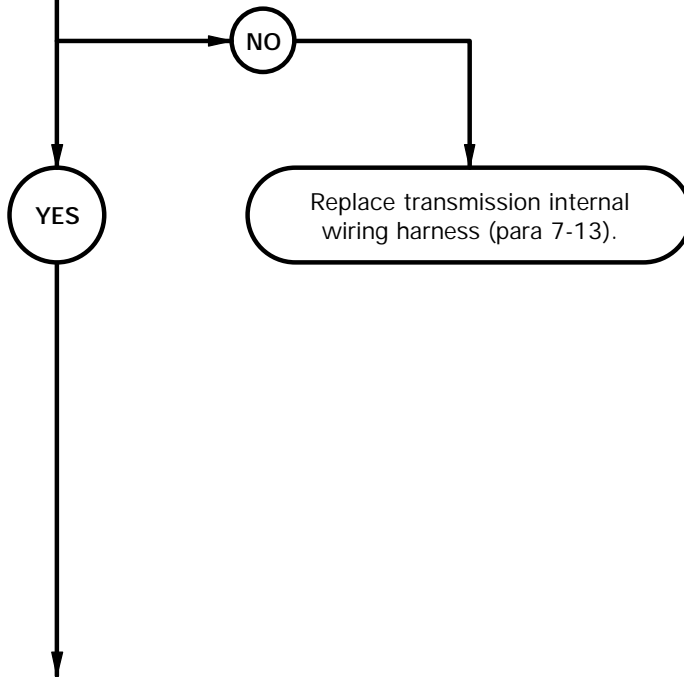 NO
YES
Replace transmission internal
wiring harness (para 7-13).